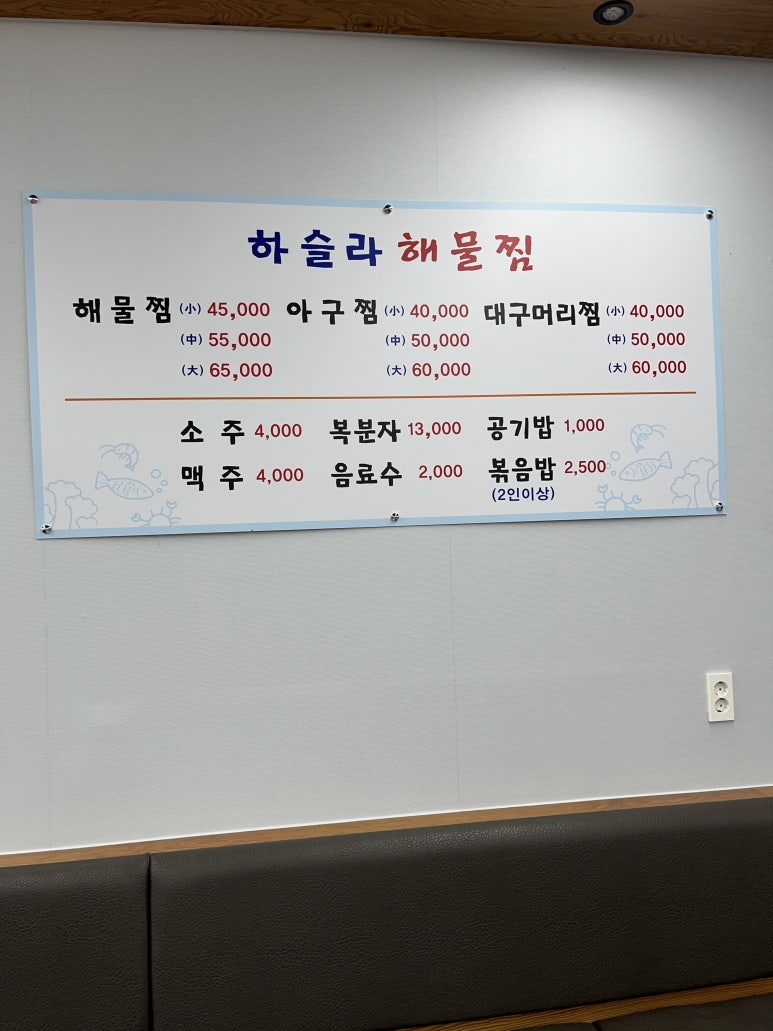 하슬라 해물찜
해물찜 (小) 45,000 아구찜 (小) 40,000 대구머리찜 (小) 40,000
(中) 55,000 (中) 50,000 (中) 50,000
(大) 65,000 (大) 60,000 (大) 60,000
소주 4,000 복분자 13,000 공기밥 1,000
맥주 4,000 음료수 2,000 볶음밥 2,500
(2인이상)